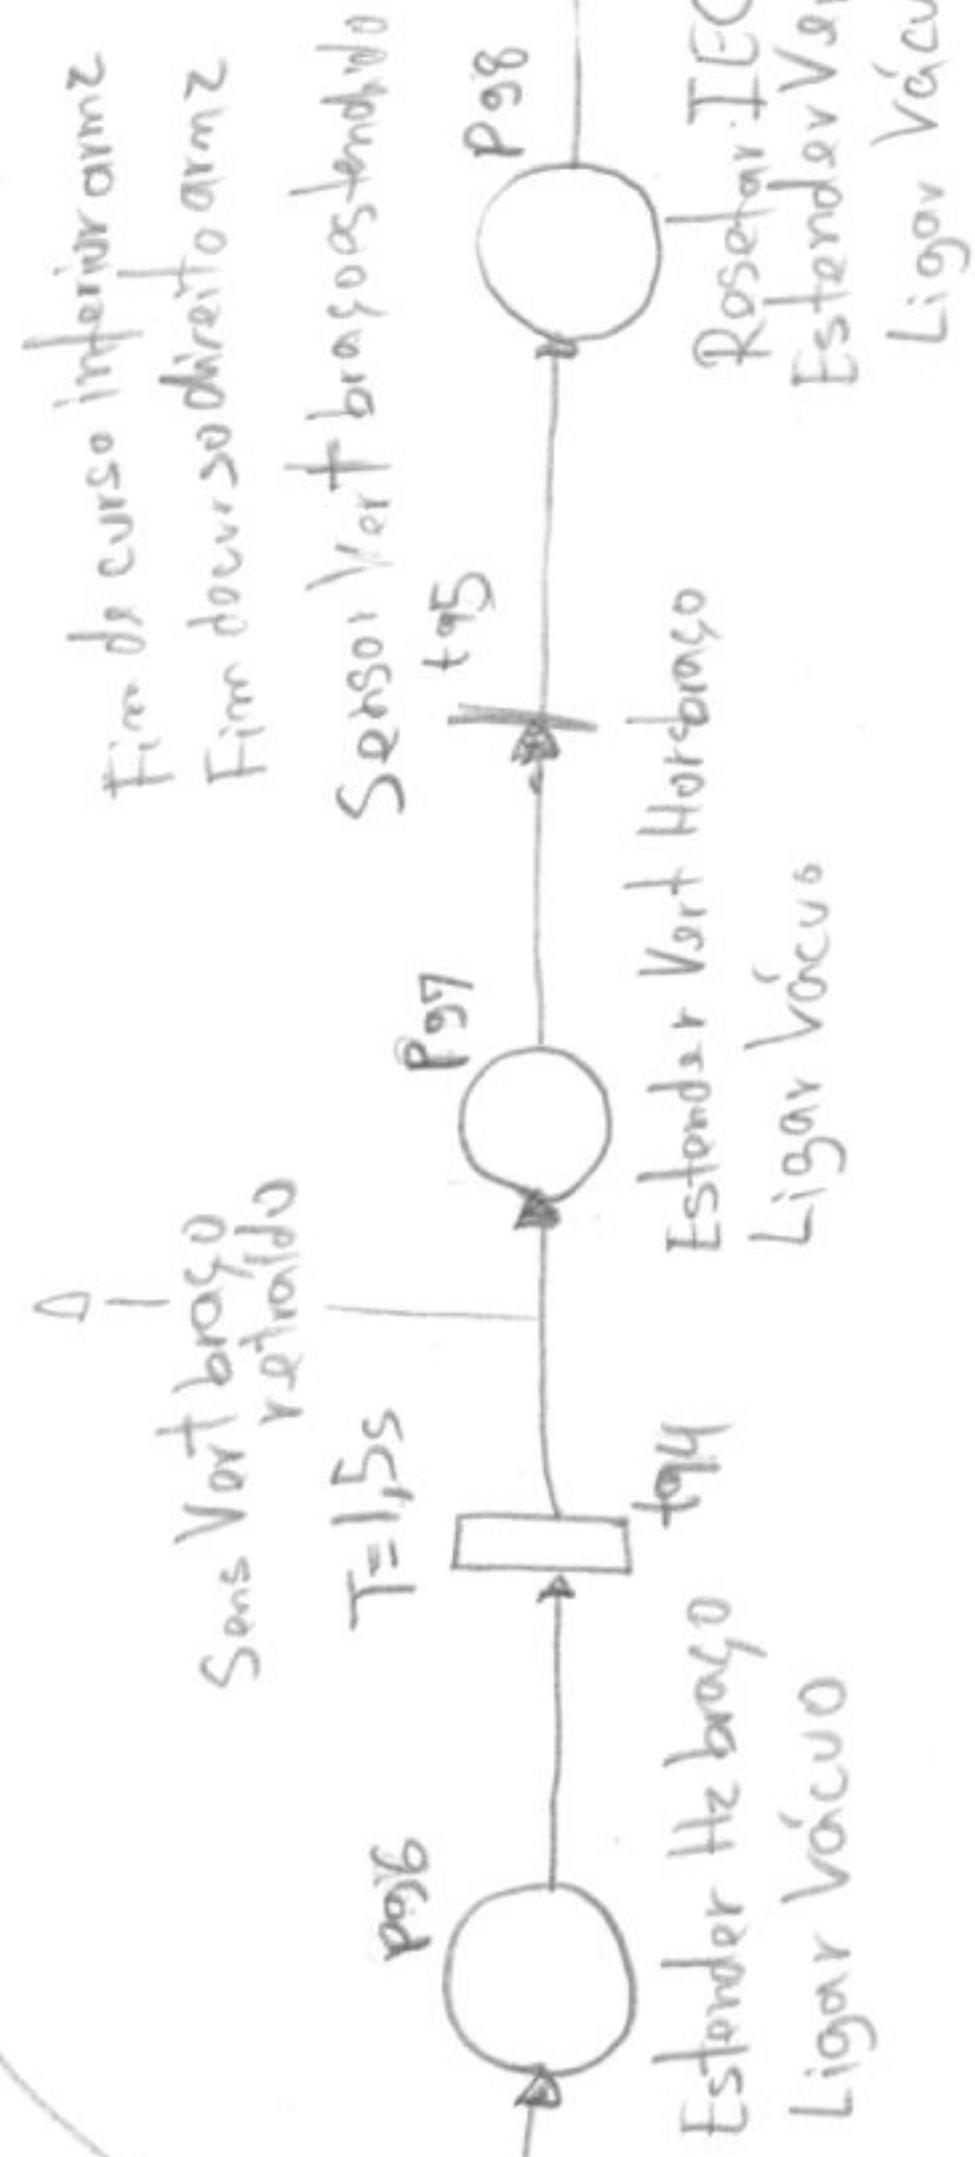 p96
Estender Hz braço
Ligar Vácuo
Sens Vert braço
retraído
T=1,5s
t94
p97
Estender Vert Hor braço
Ligar Vácuo
Fim de curso inferior armz
Fim de curso direito armz
Sensor Vert braço estendido
t95
P98
Resetar IEC
Estender Ver
Ligar Vácu